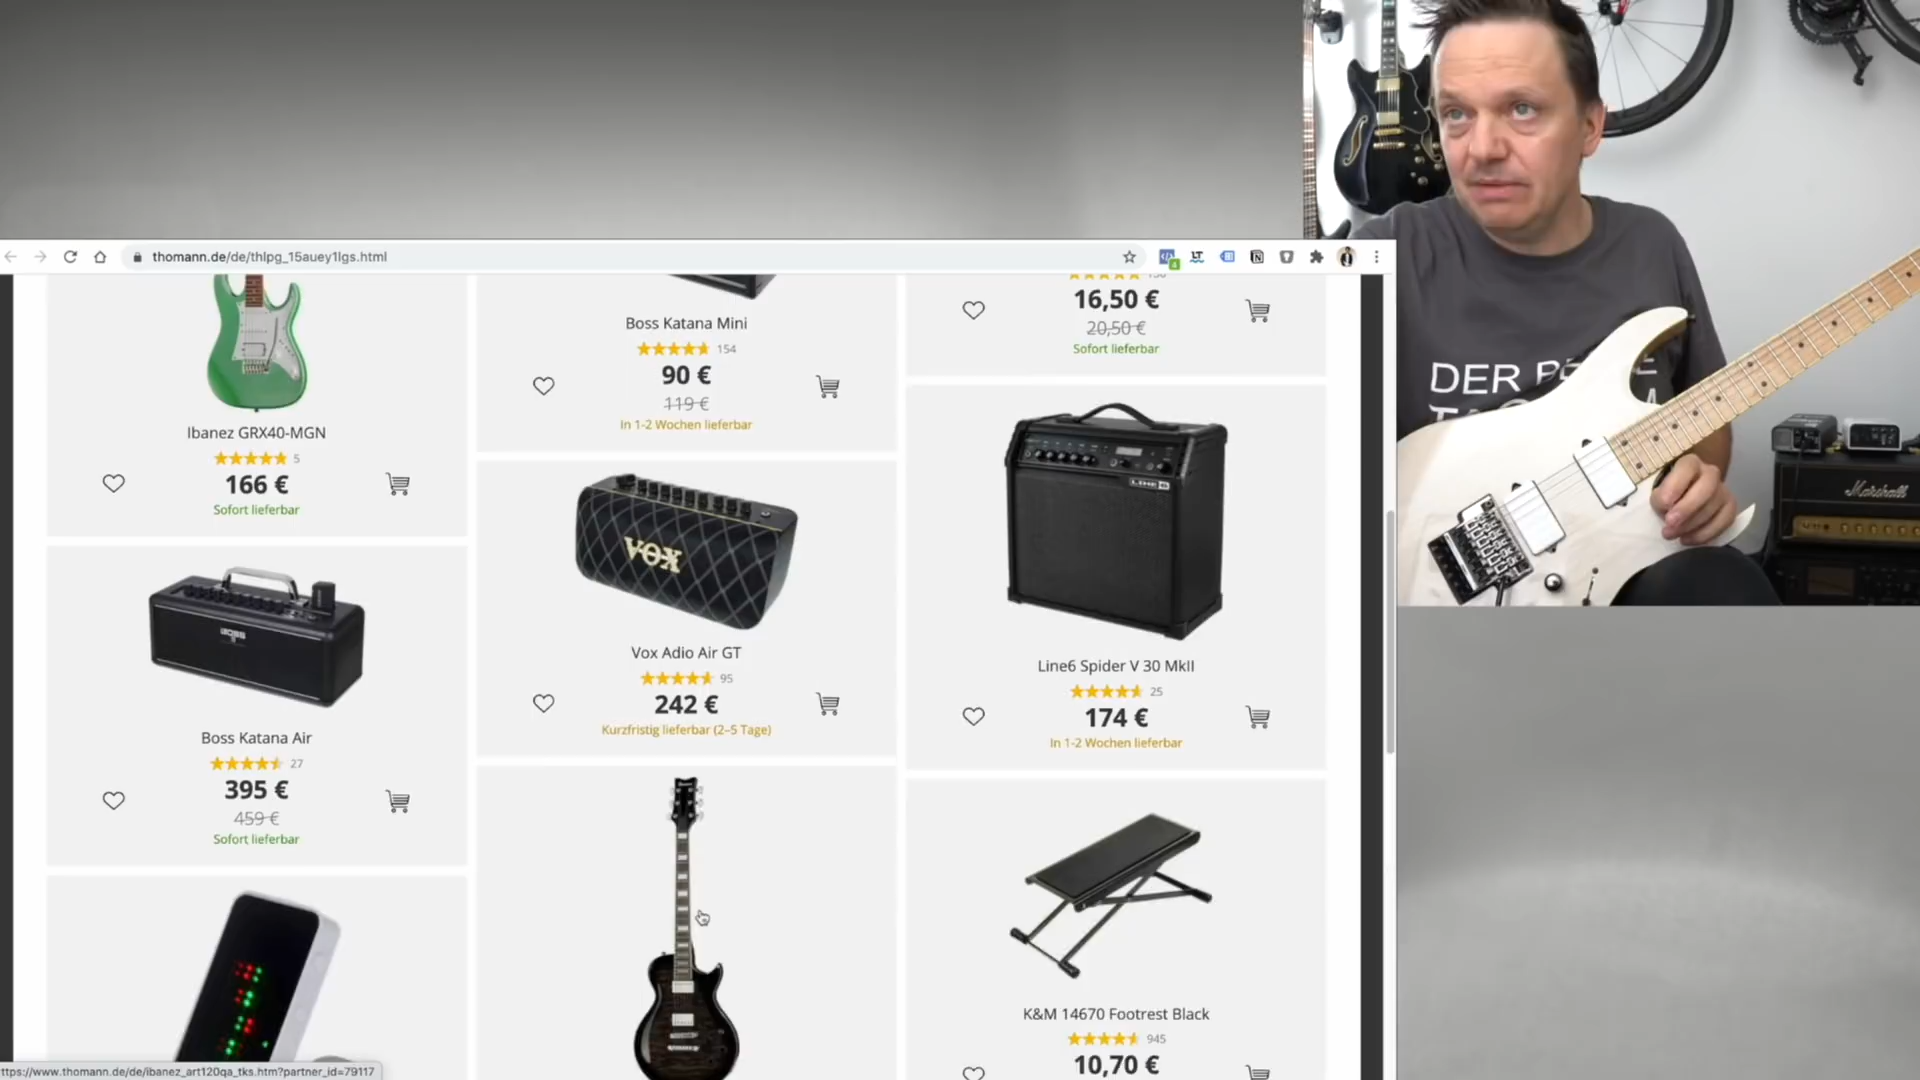 thomann.de/de/thlpg_15auey1lgs.html
Ibanez GRX40-MGN
5
166 €
Sofort lieferbar
BOSS
Boss Katana Air
27
395 €
459 €
Sofort lieferbar
Boss Katana Mini
154
90 €
119 €
In 1-2 Wochen lieferbar
VOX
Vox Adio Air GT
95
242 €
Kurzfristig lieferbar (2–5 Tage)
16,50 €
20,50 €
Sofort lieferbar
LINE 6
Line6 Spider V 30 MkII
25
174 €
In 1-2 Wochen lieferbar
K&M 14670 Footrest Black
945
10,70 €
ttps://www.thomann.de/de/ibanez_art120qa_tks.htm?partner_id=79117
DER
Marshall